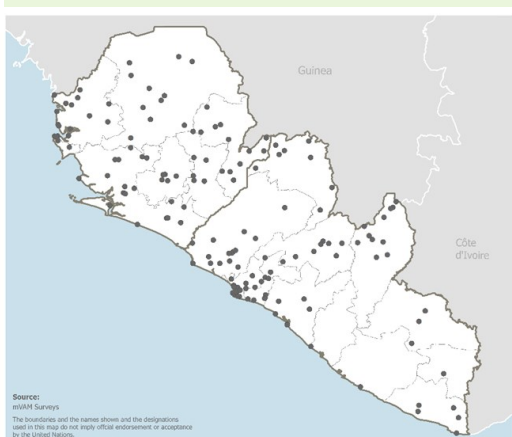 Guinea
Côte
d'Ivoire
Source:
mVAM Surveys
The boundaries and the names shown and the designations
used in this map do not imply offcial endorsement or acceptance
by the United Nations.